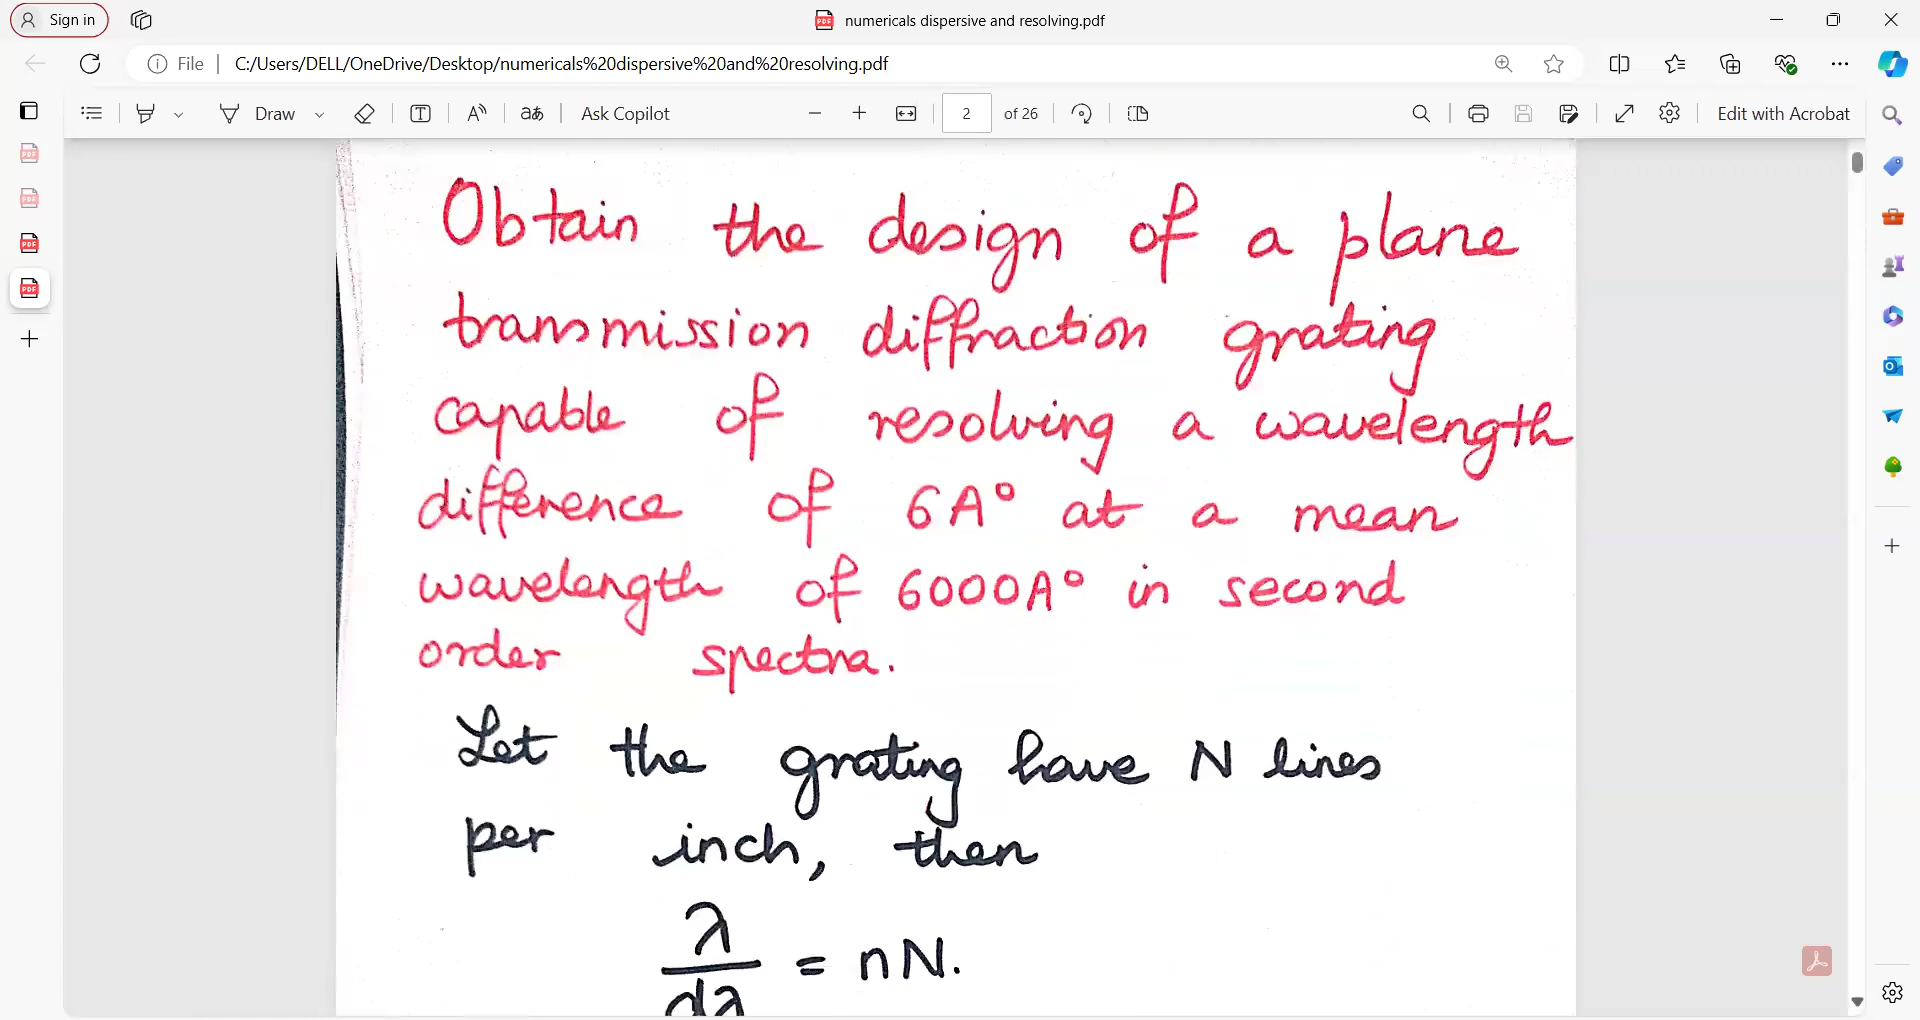 Sign in
numericals dispersive and resolving.pdf
File
C:/Users/DELL/OneDrive/Desktop/numericals%20dispersive%20and%20resolving.pdf
Draw
Ask Copilot
2 of 26
Edit with Acrobat
Obtain the design of a plane
transmission diffraction grating
capable of resolving a wavelength
difference of 6A° at a mean
wavelength of 6000A° in second
order spectra.
Let the grating have N lines
per inch, then
λ
— = nN.
dλ